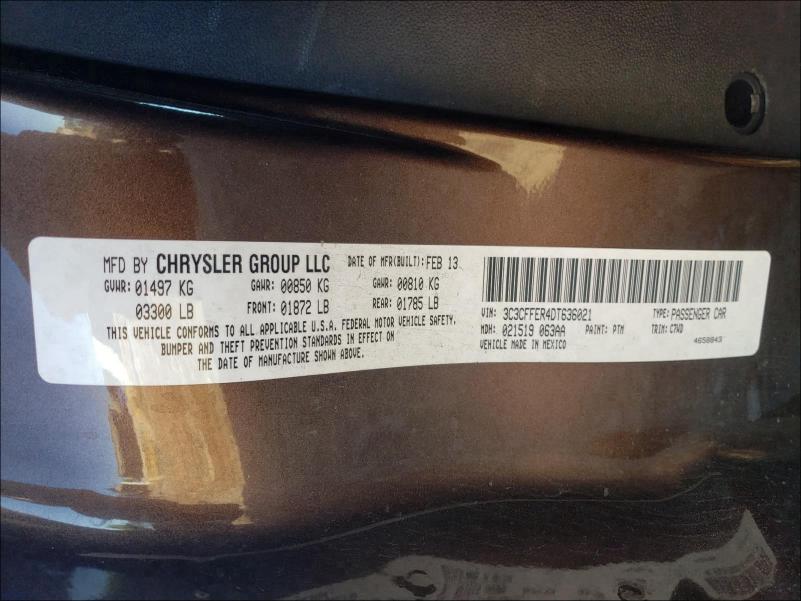 MFD BY CHRYSLER GROUP LLC DATE OF MFR(BUILT): FEB 13
GVWR: 01497 KG GAWR: 00850 KG GAWR: 00810 KG
03300 LB FRONT: 01872 LB REAR: 01785 LB
THIS VEHICLE CONFORMS TO ALL APPLICABLE U.S.A. FEDERAL MOTOR VEHICLE SAFETY,
BUMPER AND THEFT PREVENTION STANDARDS IN EFFECT ON
THE DATE OF MANUFACTURE SHOWN ABOVE.
VIN: 3C3CFFER4DT636021 TYPE: PASSENGER CAR
MDH: 021519 063AA PAINT: PTM TRIM: C7VD
VEHICLE MADE IN MEXICO